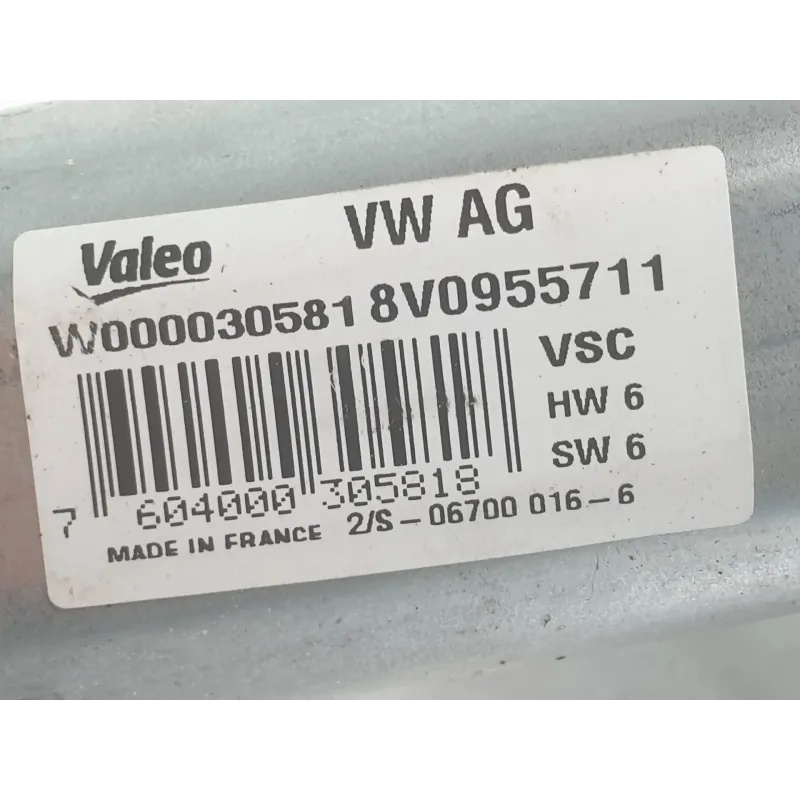 Valeo VW AG
W000030581 8V0955711
VSC
HW 6
SW 6
7 604000 305818
MADE IN FRANCE 2/S-06700 016-6